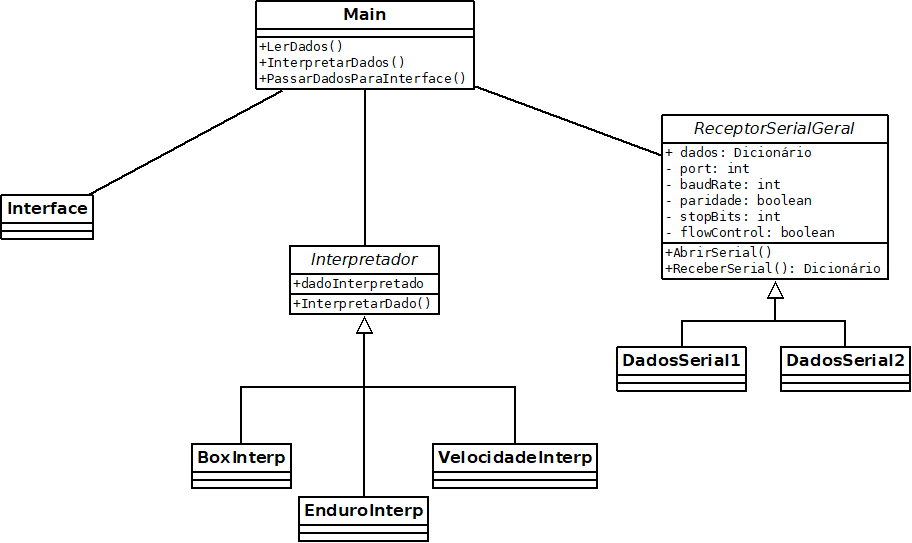 Main
+LerDados()
+InterpretarDados()
+PassarDadosParaInterface()
ReceptorSerialGeral
+ dados: Dicionário
- port: int
- baudRate: int
- paridade: boolean
- stopBits: int
- flowControl: boolean
+AbrirSerial()
+ReceberSerial(): Dicionário
Interface
Interpretador
+dadoInterpretado
+InterpretarDado()
DadosSerial1
DadosSerial2
BoxInterp
VelocidadeInterp
EnduroInterp